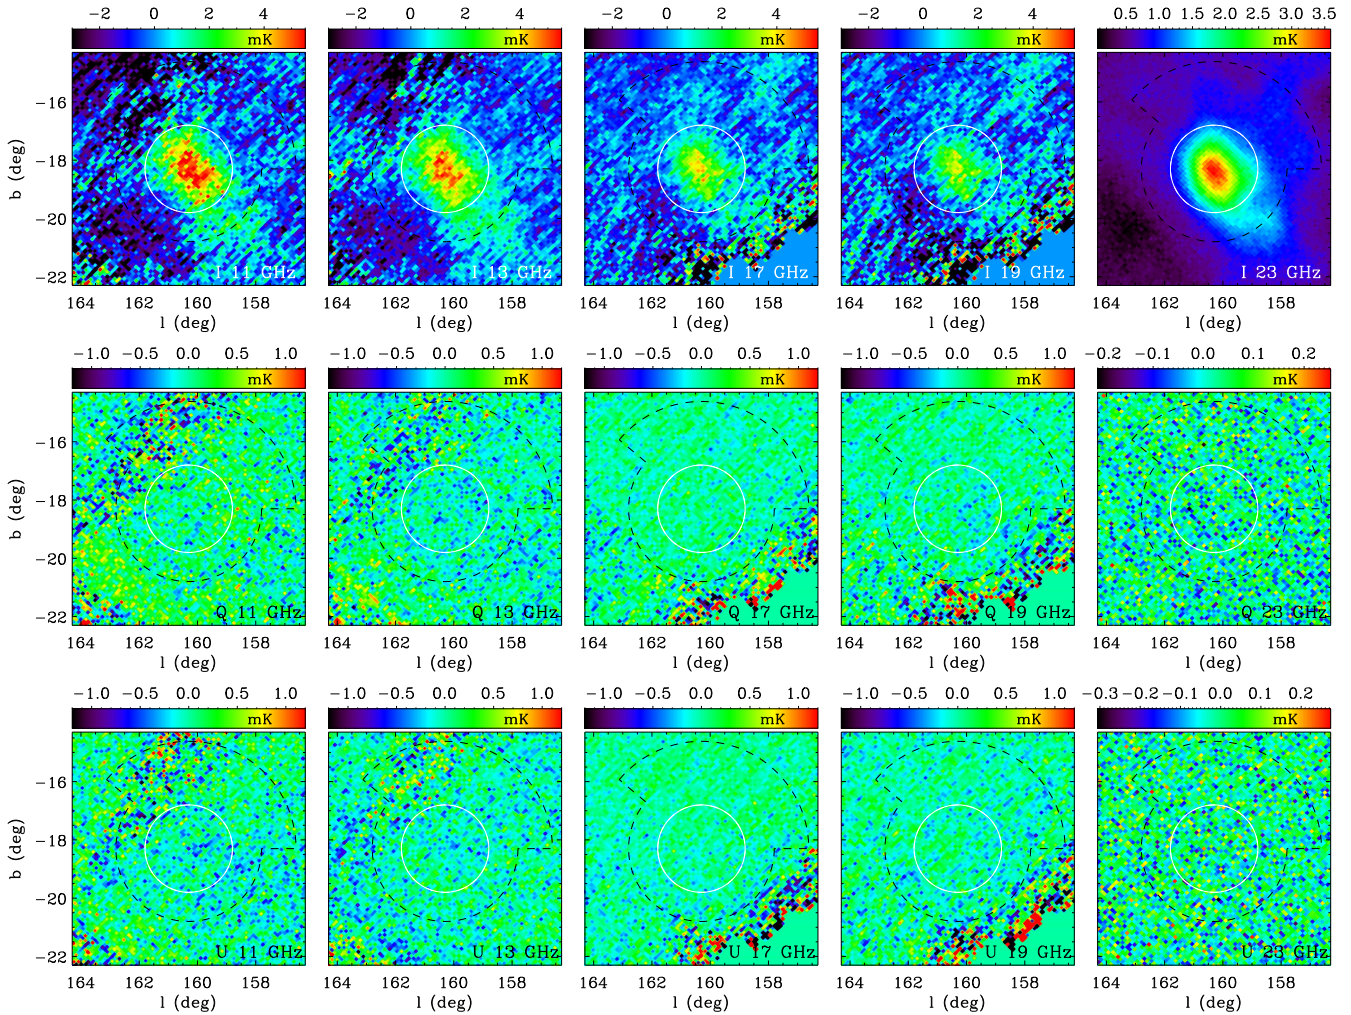 −2 0 2 4 −2 0 2 4 −2 0 2 4 −2 0 2 4 0.5 1.0 1.5 2.0 2.5 3.0 3.5
mK mK mK mK mK
−16
−18
−20
−22
b (deg)
I 11 GHz I 13 GHz I 17 GHz I 19 GHz I 23 GHz
164 162 160 158 164 162 160 158 164 162 160 158 164 162 160 158 164 162 160 158
l (deg) l (deg) l (deg) l (deg) l (deg)
−1.0 −0.5 0.0 0.5 1.0 −1.0 −0.5 0.0 0.5 1.0 −1.0 −0.5 0.0 0.5 1.0 −1.0 −0.5 0.0 0.5 1.0 −0.2 −0.1 0.0 0.1 0.2
mK mK mK mK mK
−16
−18
−20
−22
b (deg)
Q 11 GHz Q 13 GHz Q 17 GHz Q 19 GHz Q 23 GHz
164 162 160 158 164 162 160 158 164 162 160 158 164 162 160 158 164 162 160 158
l (deg) l (deg) l (deg) l (deg) l (deg)
−1.0 −0.5 0.0 0.5 1.0 −1.0 −0.5 0.0 0.5 1.0 −1.0 −0.5 0.0 0.5 1.0 −1.0 −0.5 0.0 0.5 1.0 −0.3 −0.2 −0.1 0.0 0.1 0.2
mK mK mK mK mK
−16
−18
−20
−22
b (deg)
U 11 GHz U 13 GHz U 17 GHz U 19 GHz U 23 GHz
164 162 160 158 164 162 160 158 164 162 160 158 164 162 160 158 164 162 160 158
l (deg) l (deg) l (deg) l (deg) l (deg)